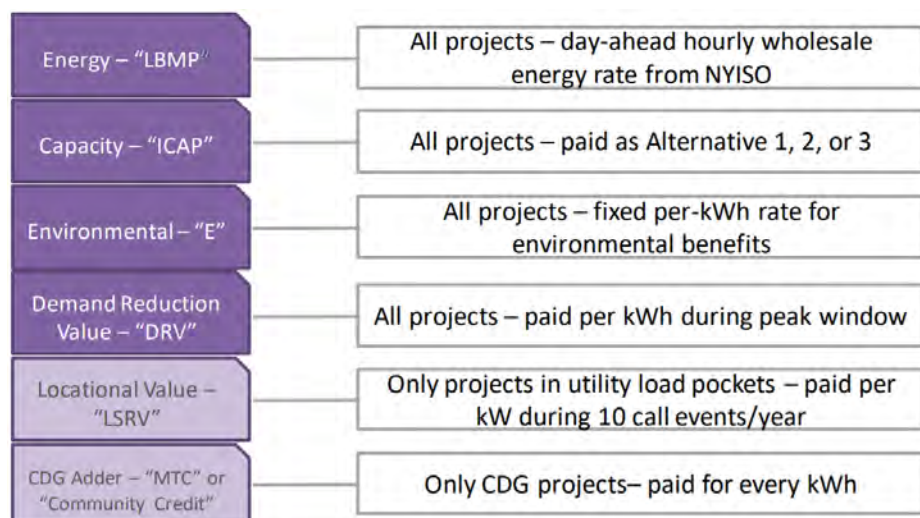 Energy – “LBMP”
All projects – day-ahead hourly wholesale
energy rate from NYISO
Capacity – “ICAP”
All projects – paid as Alternative 1, 2, or 3
Environmental – “E”
All projects – fixed per-kWh rate for
environmental benefits
Demand Reduction
Value – “DRV”
All projects – paid per kWh during peak window
Locational Value –
“LSRV”
Only projects in utility load pockets – paid per
kW during 10 call events/year
CDG Adder – “MTC” or
“Community Credit”
Only CDG projects– paid for every kWh